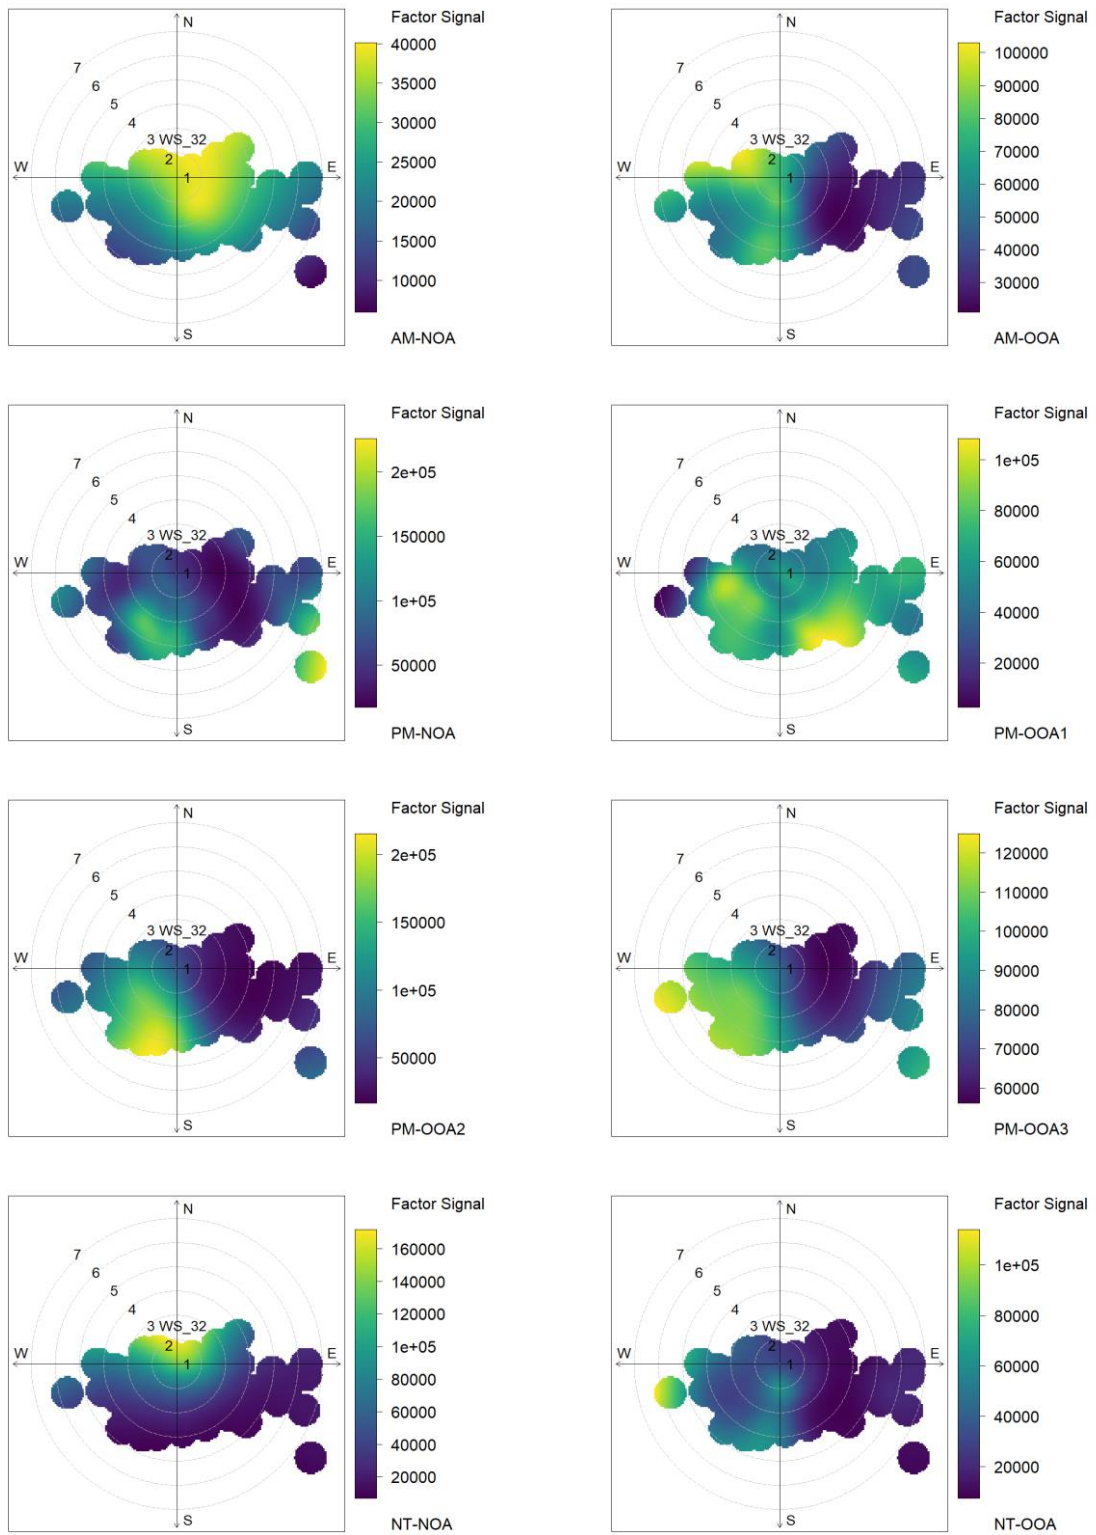 Factor Signal
N
40000
7
6
35000
5
4
30000
3 WS_32
2
W
E
25000
1
20000
15000
10000
S
AM-NOA
Factor Signal
N
100000
7
90000
6
5
80000
4
3 WS_32
70000
2
W
E
1
60000
50000
40000
30000
S
AM-OOA
Factor Signal
N
7
2e+05
6
5
4
150000
3 WS_32
2
W
E
1
1e+05
50000
S
PM-NOA
Factor Signal
N
7
1e+05
6
5
80000
4
3 WS_32
2
W
E
1
60000
40000
20000
S
PM-OOA1
Factor Signal
N
7
2e+05
6
5
4
150000
3 WS_32
2
W
E
1
1e+05
50000
S
PM-OOA2
Factor Signal
N
7
120000
6
5
110000
4
3 WS_32
100000
2
W
E
1
90000
80000
70000
60000
S
PM-OOA3
Factor Signal
N
7
160000
6
140000
5
4
120000
3 WS_32
2
W
E
1e+05
1
80000
60000
40000
20000
S
NT-NOA
Factor Signal
N
7
1e+05
6
5
4
80000
3 WS_32
2
W
E
60000
1
40000
20000
S
NT-OOA